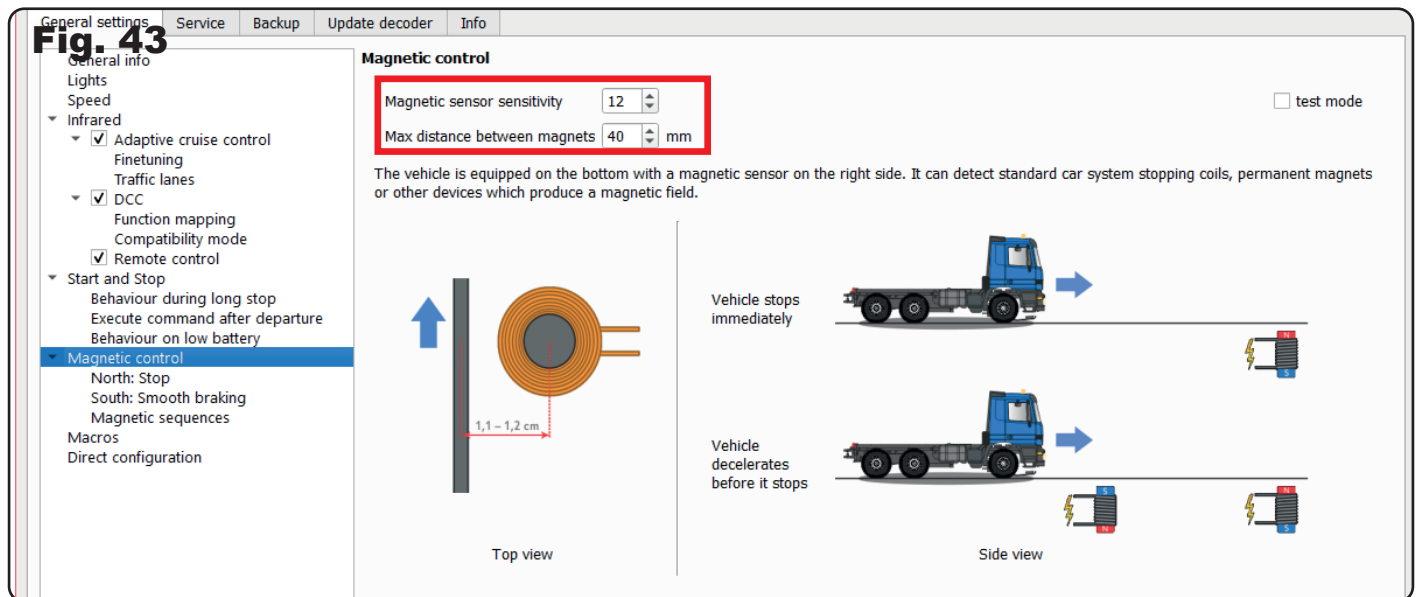 General settings Service Backup Update decoder Info
Fig. 43
General info
Lights
Speed
Infrared
Adaptive cruise control
Finetuning
Traffic lanes
DCC
Function mapping
Compatibility mode
Remote control
Start and Stop
Behaviour during long stop
Execute command after departure
Behaviour on low battery
Magnetic control
North: Stop
South: Smooth braking
Magnetic sequences
Macros
Direct configuration
Magnetic control
Magnetic sensor sensitivity 12
test mode
Max distance between magnets 40 mm
The vehicle is equipped on the bottom with a magnetic sensor on the right side. It can detect standard car system stopping coils, permanent magnets
or other devices which produce a magnetic field.
1,1 – 1,2 cm
Top view
Vehicle stops
immediately
N
S
Vehicle
decelerates
before it stops
S
N
N
S
Side view